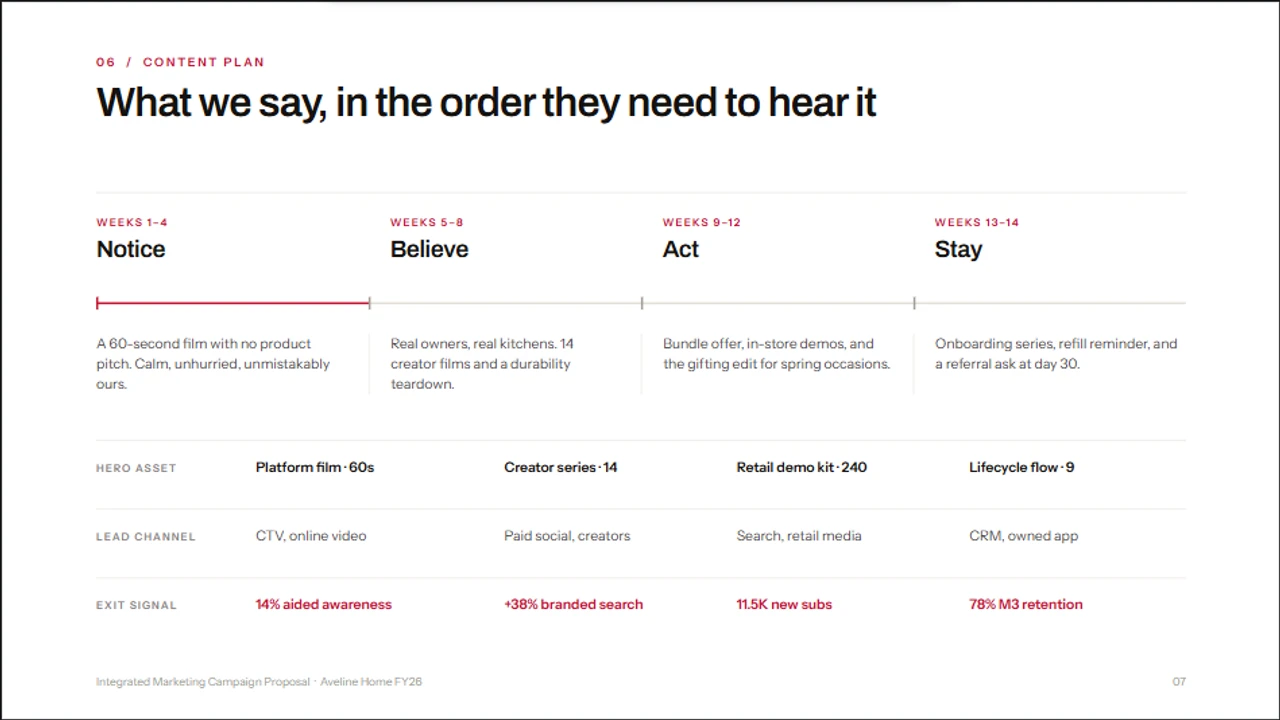 06 / CONTENT PLAN
What we say, in the order they need to hear it
WEEKS 1–4
Notice
WEEKS 5–8
Believe
WEEKS 9–12
Act
WEEKS 13–14
Stay
A 60-second film with no product
pitch. Calm, unhurried, unmistakably
ours.
Real owners, real kitchens. 14
creator films and a durability
teardown.
Bundle offer, in-store demos, and
the gifting edit for spring occasions.
Onboarding series, refill reminder, and
a referral ask at day 30.
HERO ASSET
Platform film · 60s
Creator series · 14
Retail demo kit · 240
Lifecycle flow · 9
LEAD CHANNEL
CTV, online video
Paid social, creators
Search, retail media
CRM, owned app
EXIT SIGNAL
14% aided awareness
+38% branded search
11.5K new subs
78% M3 retention
Integrated Marketing Campaign Proposal · Aveline Home FY26
07